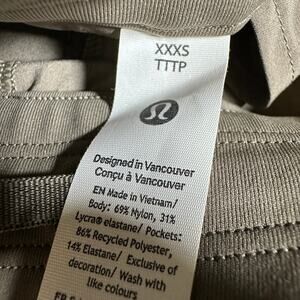 XXXS
TTTP
Designed in Vancouver
Conçu à Vancouver
EN Made in Vietnam/
Body: 69% Nylon, 31%
Lycra® elastane/ Pockets:
86% Recycled Polyester,
14% Elastane/ Exclusive of
decoration/ Wash with
like colours